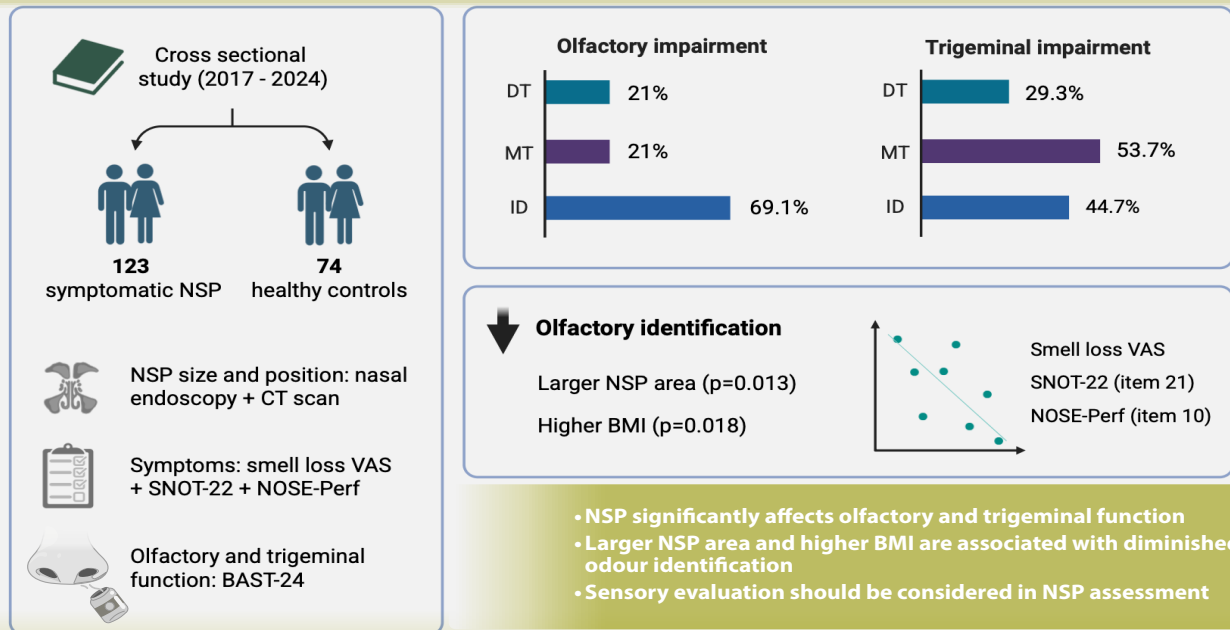 Cross sectional
study (2017 - 2024)
123
symptomatic NSP
74
healthy controls
NSP size and position: nasal
endoscopy + CT scan
Symptoms: smell loss VAS
+ SNOT-22 + NOSE-Perf
Olfactory and trigeminal
function: BAST-24
Olfactory impairment
DT 21%
MT 21%
ID 69.1%
Trigeminal impairment
DT 29.3%
MT 53.7%
ID 44.7%
Olfactory identification
Larger NSP area (p=0.013)
Higher BMI (p=0.018)
Smell loss VAS
SNOT-22 (item 21)
NOSE-Perf (item 10)
• NSP significantly affects olfactory and trigeminal function
• Larger NSP area and higher BMI are associated with diminished
odour identification
• Sensory evaluation should be considered in NSP assessment